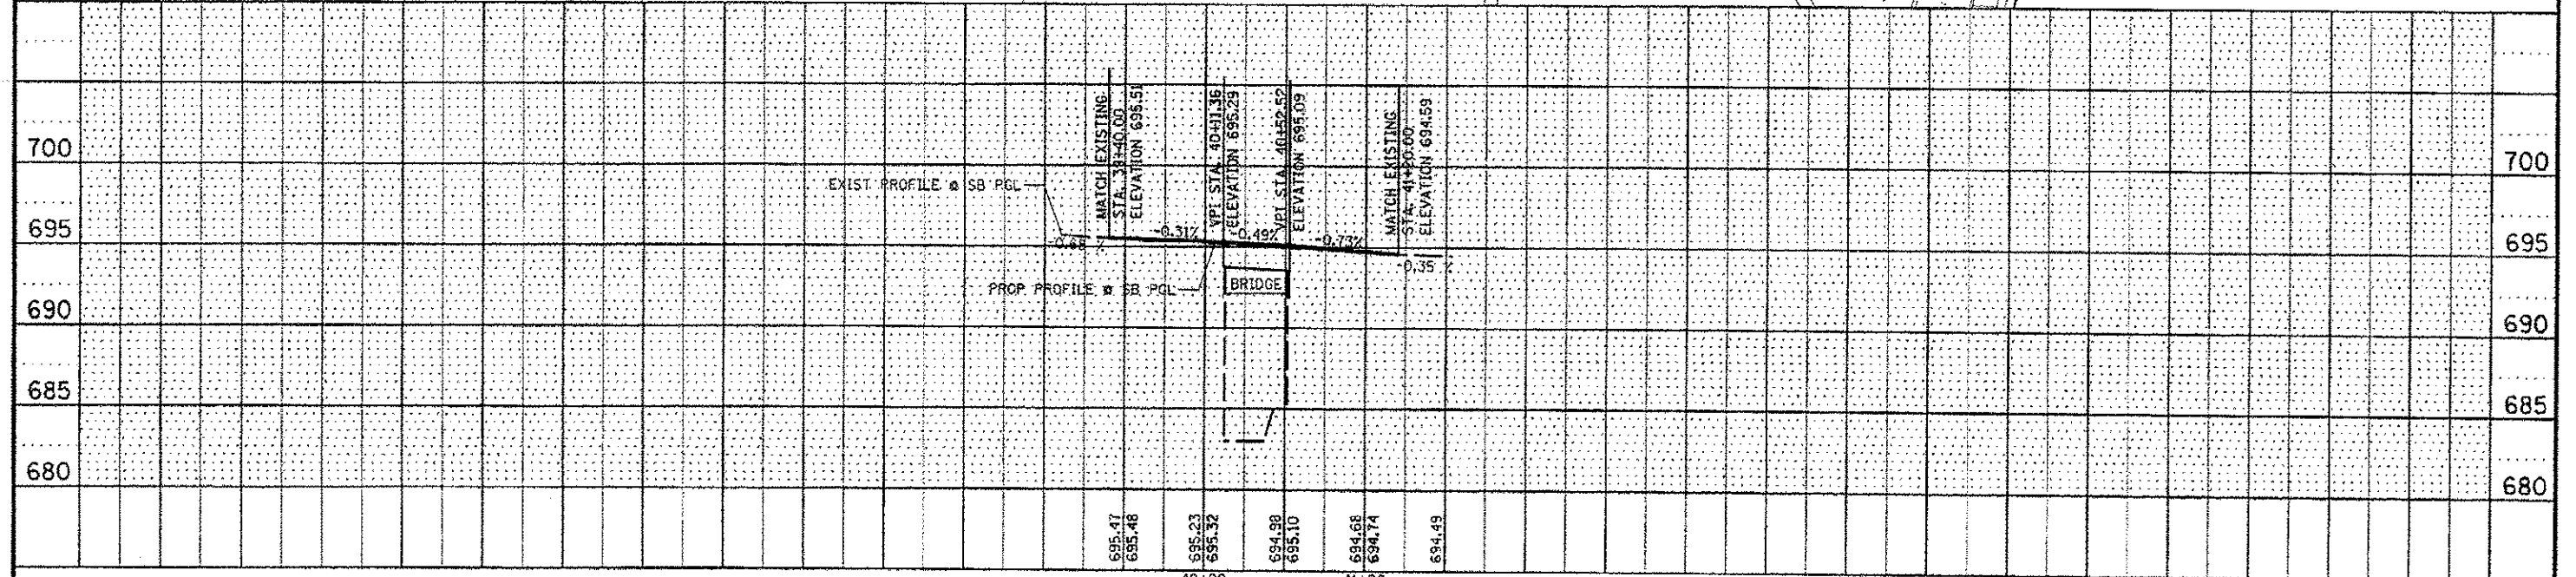 700
695
690
685
680
EXIST PROFILE @ SB PGL
MATCH EXISTING
STA. 39+40.00
ELEVATION 695.51
VPI STA. 40+11.36
ELEVATION 695.29
VPI STA. 40+52.52
ELEVATION 695.09
MATCH EXISTING
STA. 41+20.00
ELEVATION 694.59
-0.68 %
-0.31%
0.49%
-0.73%
-0.35 %
PROP PROFILE @ SB PGL
BRIDGE
700
695
690
685
680
695.47
695.48
695.23
695.32
694.98
695.10
694.68
694.74
694.49